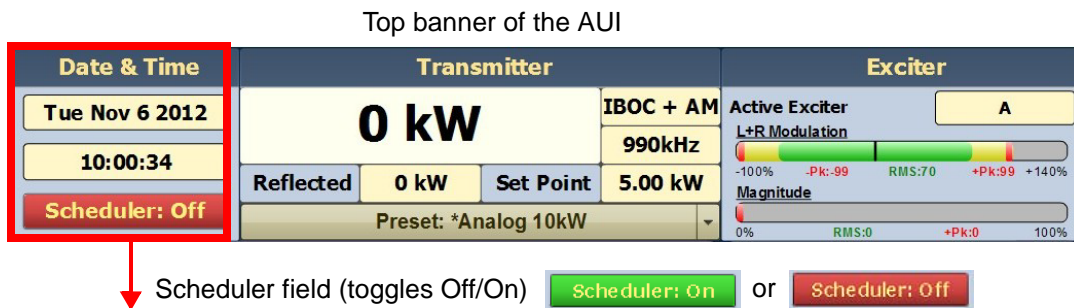 Top banner of the AUI
Date & Time
Transmitter
Exciter
Tue Nov 6 2012
10:00:34
Scheduler: Off
0 kW
IBOC + AM
990kHz
Reflected
0 kW
Set Point
5.00 kW
Preset: *Analog 10kW
Active Exciter
A
L+R Modulation
-100% -Pk:-99 RMS:70 +Pk:99 +140%
Magnitude
0% RMS:0 +Pk:0 100%
Scheduler field (toggles Off/On) Scheduler: On or Scheduler: Off